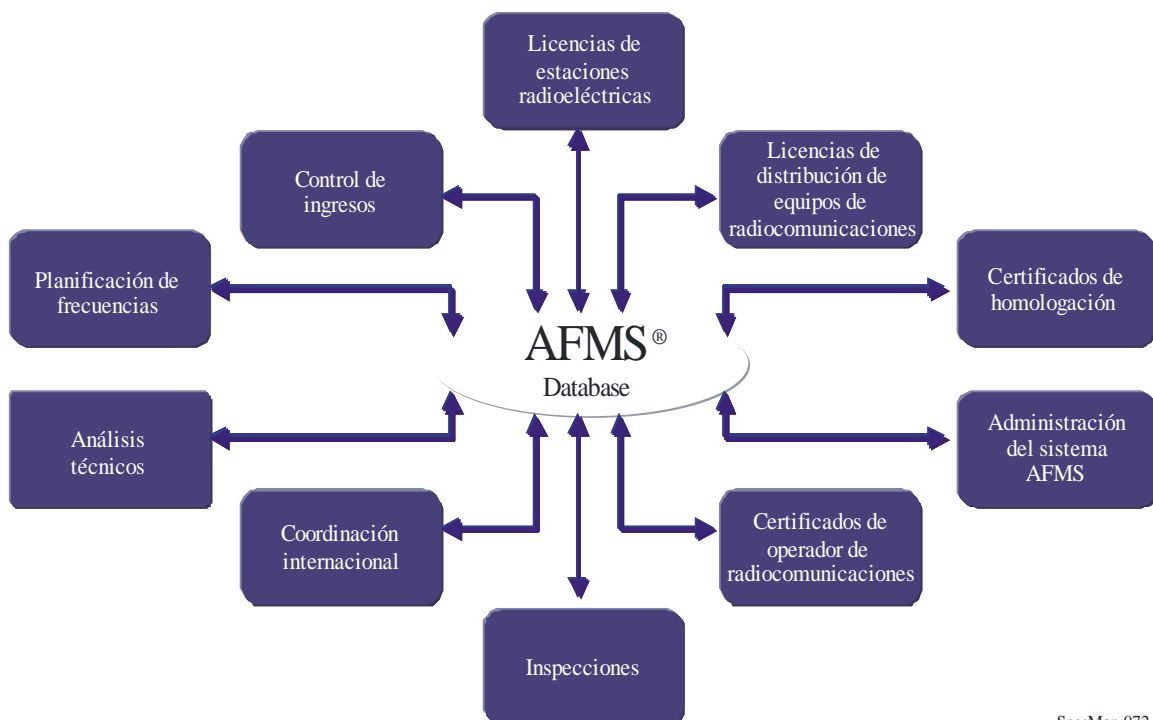 Licencias de
estaciones
radioeléctricas
Control de
ingresos
Licencias de
distribución de
equipos de
radiocomunicaciones
Planificación de
frecuencias
Certificados de
homologación
AFMS ®
Database
Análisis
técnicos
Administración
del sistema
AFMS
Coordinación
internacional
Certificados de
operador de
radiocomunicaciones
Inspecciones